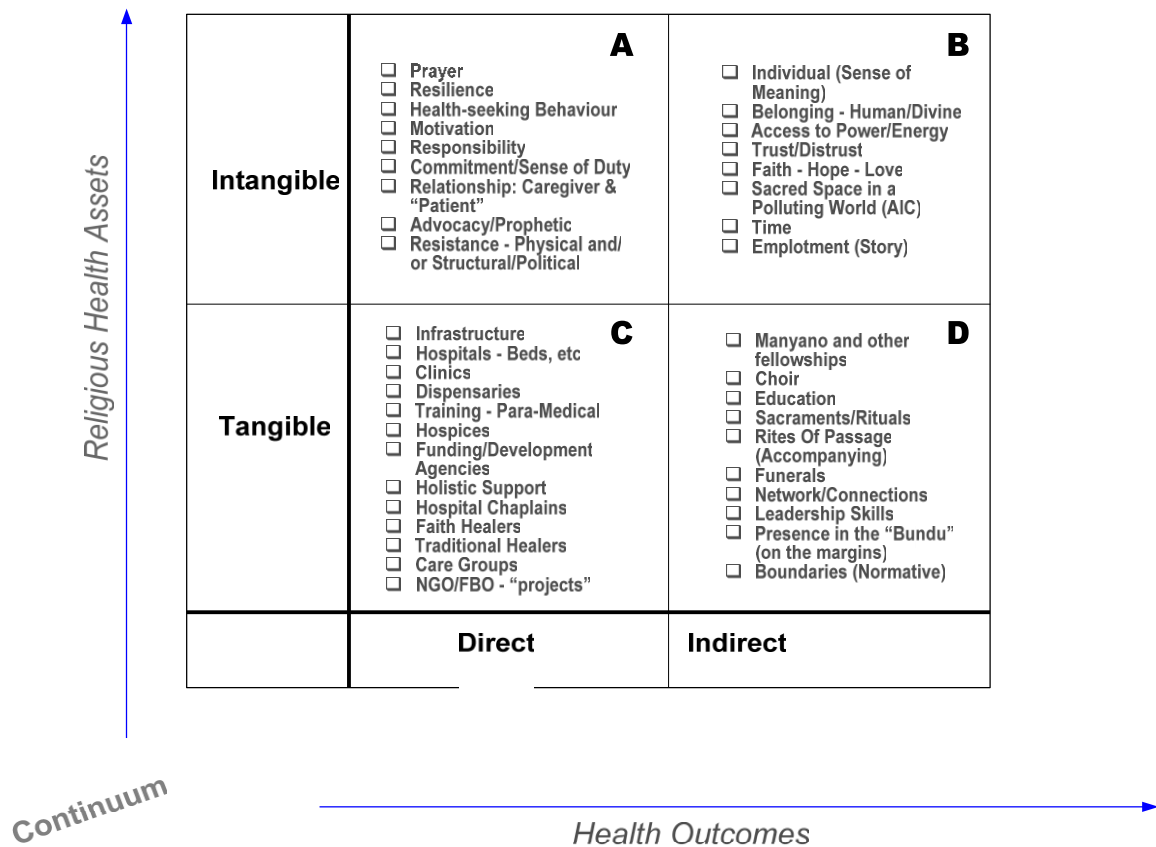 A
❑ Prayer
❑ Resilience
❑ Health-seeking Behaviour
❑ Motivation
❑ Responsibility
❑ Commitment/Sense of Duty
❑ Relationship: Caregiver &
“Patient”
❑ Advocacy/Prophetic
❑ Resistance - Physical and/
or Structural/Political
B
❑ Individual (Sense of
Meaning)
❑ Belonging - Human/Divine
❑ Access to Power/Energy
❑ Trust/Distrust
❑ Faith - Hope - Love
❑ Sacred Space in a
Polluting World (AIC)
❑ Time
❑ Emplotment (Story)
Intangible
Religious Health Assets
C
❑ Infrastructure
❑ Hospitals - Beds, etc
❑ Clinics
❑ Dispensaries
❑ Training - Para-Medical
❑ Hospices
❑ Funding/Development
Agencies
❑ Holistic Support
❑ Hospital Chaplains
❑ Faith Healers
❑ Traditional Healers
❑ Care Groups
❑ NGO/FBO - “projects”
D
❑ Manyano and other
fellowships
❑ Choir
❑ Education
❑ Sacraments/Rituals
❑ Rites Of Passage
(Accompanying)
❑ Funerals
❑ Network/Connections
❑ Leadership Skills
❑ Presence in the “Bundu”
(on the margins)
❑ Boundaries (Normative)
Tangible
Direct
Indirect
Continuum
Health Outcomes